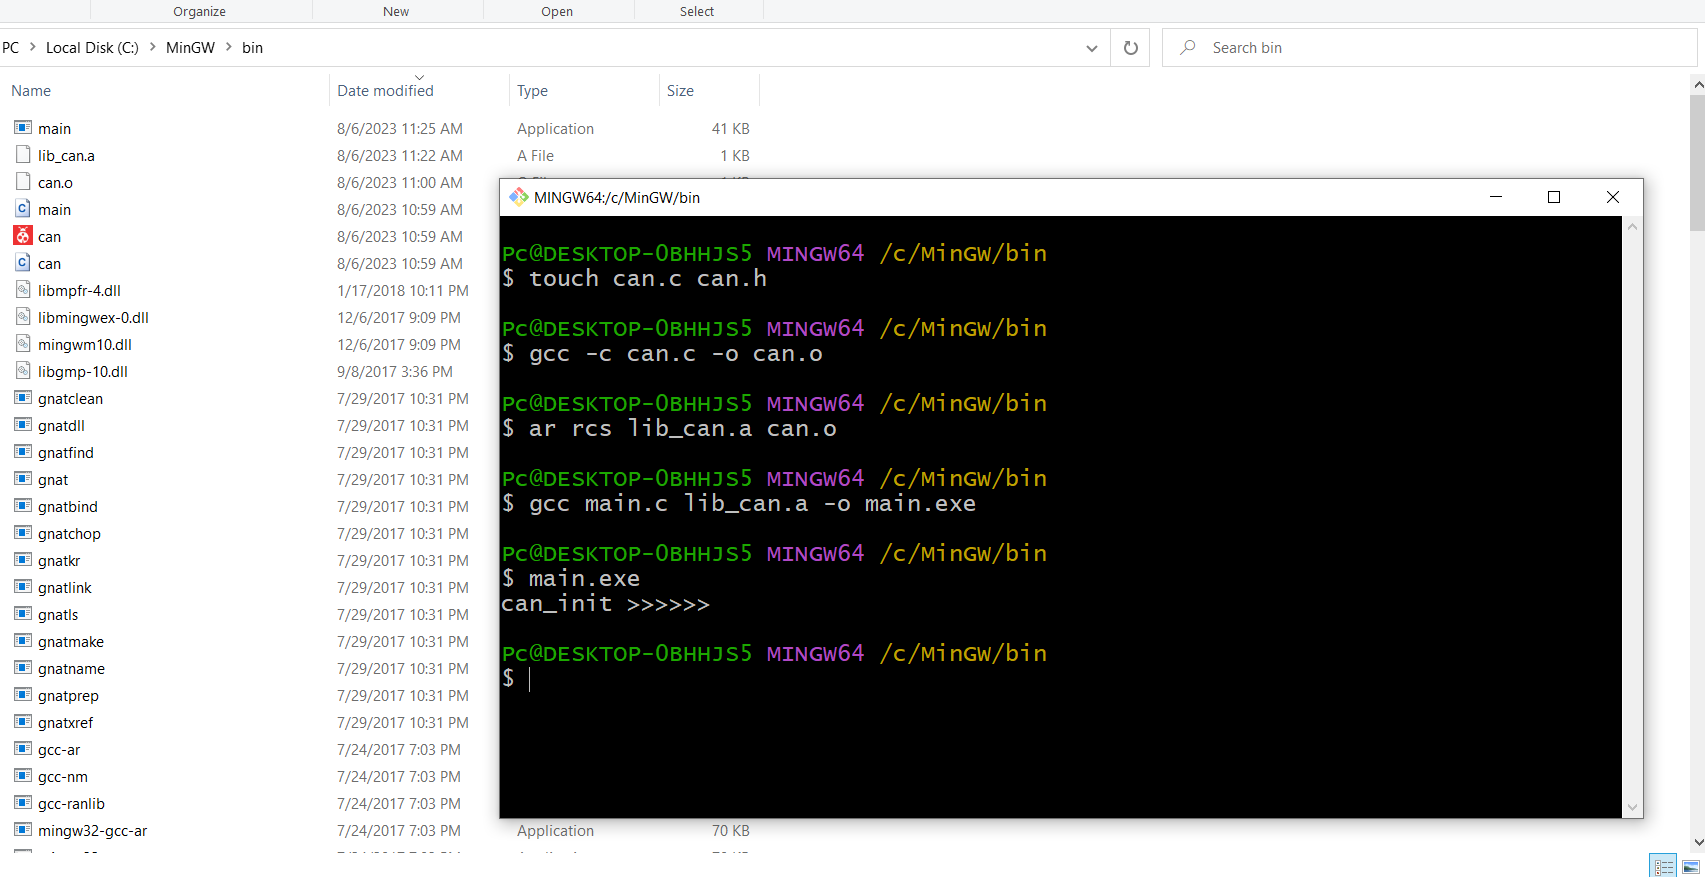 Organize New Open Select
PC > Local Disk (C:) > MinGW > bin
Search bin
Name Date modified Type Size
main 8/6/2023 11:25 AM Application 41 KB
lib_can.a 8/6/2023 11:22 AM A File 1 KB
can.o 8/6/2023 11:00 AM
main 8/6/2023 10:59 AM
can 8/6/2023 10:59 AM
can 8/6/2023 10:59 AM
libmpfr-4.dll 1/17/2018 10:11 PM
libmingwex-0.dll 12/6/2017 9:09 PM
mingwm10.dll 12/6/2017 9:09 PM
libgmp-10.dll 9/8/2017 3:36 PM
gnatclean 7/29/2017 10:31 PM
gnatdll 7/29/2017 10:31 PM
gnatfind 7/29/2017 10:31 PM
gnat 7/29/2017 10:31 PM
gnatbind 7/29/2017 10:31 PM
gnatchop 7/29/2017 10:31 PM
gnatkr 7/29/2017 10:31 PM
gnatlink 7/29/2017 10:31 PM
gnatls 7/29/2017 10:31 PM
gnatmake 7/29/2017 10:31 PM
gnatname 7/29/2017 10:31 PM
gnatprep 7/29/2017 10:31 PM
gnatxref 7/29/2017 10:31 PM
gcc-ar 7/24/2017 7:03 PM
gcc-nm 7/24/2017 7:03 PM
gcc-ranlib 7/24/2017 7:03 PM
mingw32-gcc-ar 7/24/2017 7:03 PM Application 70 KB
MINGW64:/c/MinGW/bin
Pc@DESKTOP-0BHHJS5 MINGW64 /c/MinGW/bin
$ touch can.c can.h
Pc@DESKTOP-0BHHJS5 MINGW64 /c/MinGW/bin
$ gcc -c can.c -o can.o
Pc@DESKTOP-0BHHJS5 MINGW64 /c/MinGW/bin
$ ar rcs lib_can.a can.o
Pc@DESKTOP-0BHHJS5 MINGW64 /c/MinGW/bin
$ gcc main.c lib_can.a -o main.exe
Pc@DESKTOP-0BHHJS5 MINGW64 /c/MinGW/bin
$ main.exe
can_init >>>>>>
Pc@DESKTOP-0BHHJS5 MINGW64 /c/MinGW/bin
$